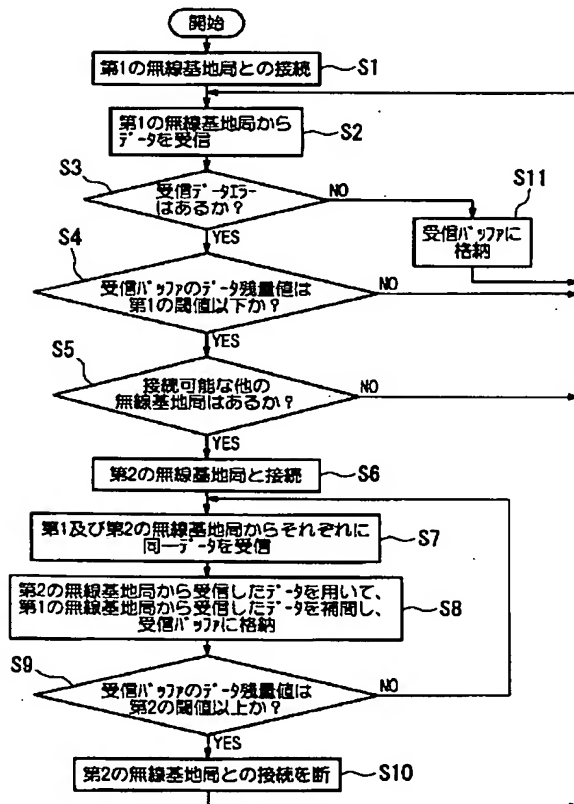 開始
第1の無線基地局との接続
S1
第1の無線基地局から
データを受信
S2
S3
受信データエラー
はあるか?
NO
YES
S11
受信バッファに
格納
S4
受信バッファのデータ残量値は
第1の閾値以下か?
NO
YES
S5
接続可能な他の
無線基地局はあるか?
NO
YES
第2の無線基地局と接続
S6
第1及び第2の無線基地局からそれぞれに
同一データを受信
S7
第2の無線基地局から受信したデータを用いて、
第1の無線基地局から受信したデータを補間し、
受信バッファに格納
S8
S9
受信バッファのデータ残量値は
第2の閾値以上か?
NO
YES
第2の無線基地局との接続を断
S10